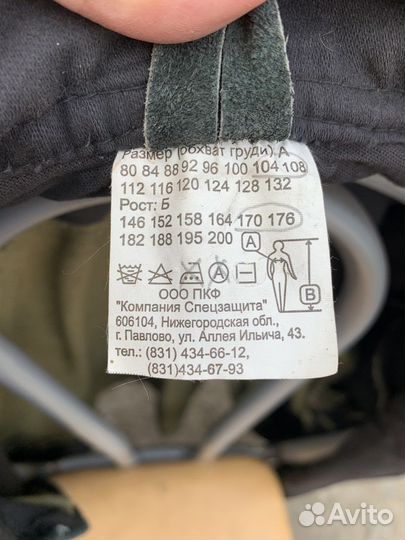 Размер (обхват груди): А
80 84 88 92 96 100 104 108
112 116 120 124 128 132
Рост: Б
146 152 158 164 170 176
182 188 195 200
A
A
B
ООО ПКФ
"Компания Спецзащита"
606104, Нижегородская обл.,
г. Павлово, ул. Аллея Ильича, 43.
тел.: (831) 434-66-12,
(831)434-67-93
Avito